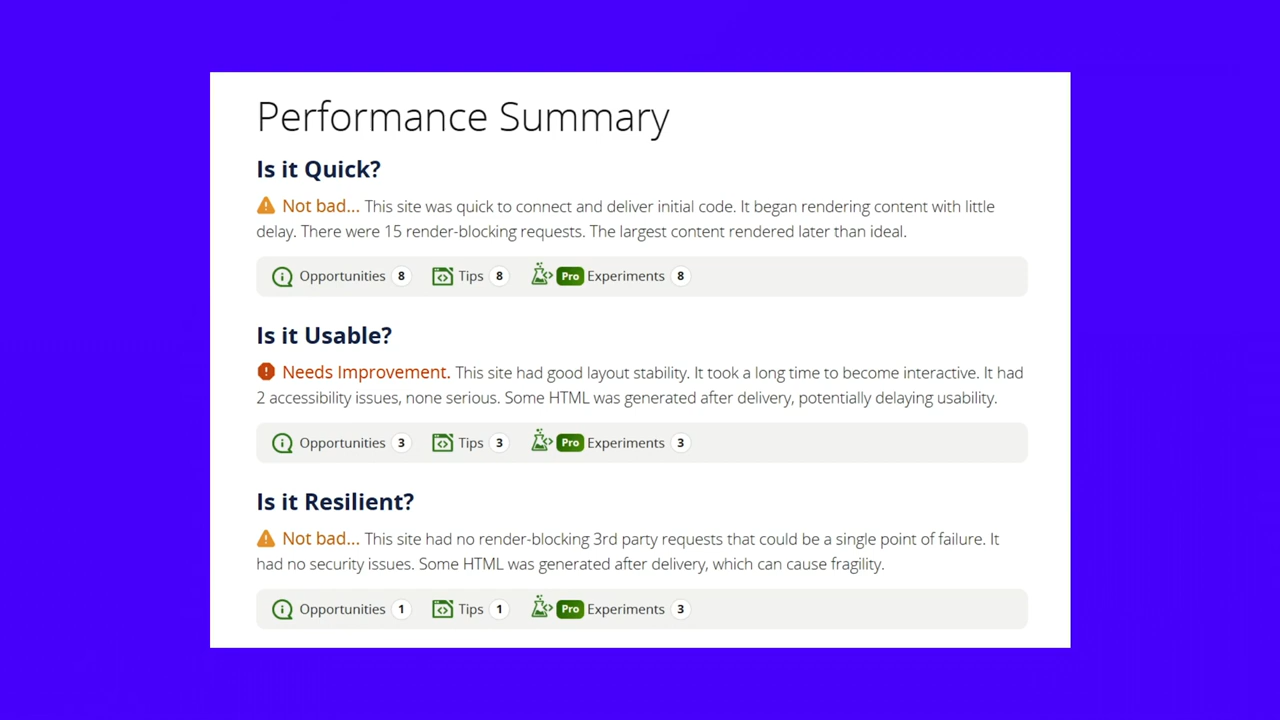 Performance Summary
Is it Quick?
Not bad... This site was quick to connect and deliver initial code. It began rendering content with little
delay. There were 15 render-blocking requests. The largest content rendered later than ideal.
Opportunities 8 Tips 8 Pro Experiments 8
Is it Usable?
Needs Improvement. This site had good layout stability. It took a long time to become interactive. It had
2 accessibility issues, none serious. Some HTML was generated after delivery, potentially delaying usability.
Opportunities 3 Tips 3 Pro Experiments 3
Is it Resilient?
Not bad... This site had no render-blocking 3rd party requests that could be a single point of failure. It
had no security issues. Some HTML was generated after delivery, which can cause fragility.
Opportunities 1 Tips 1 Pro Experiments 3